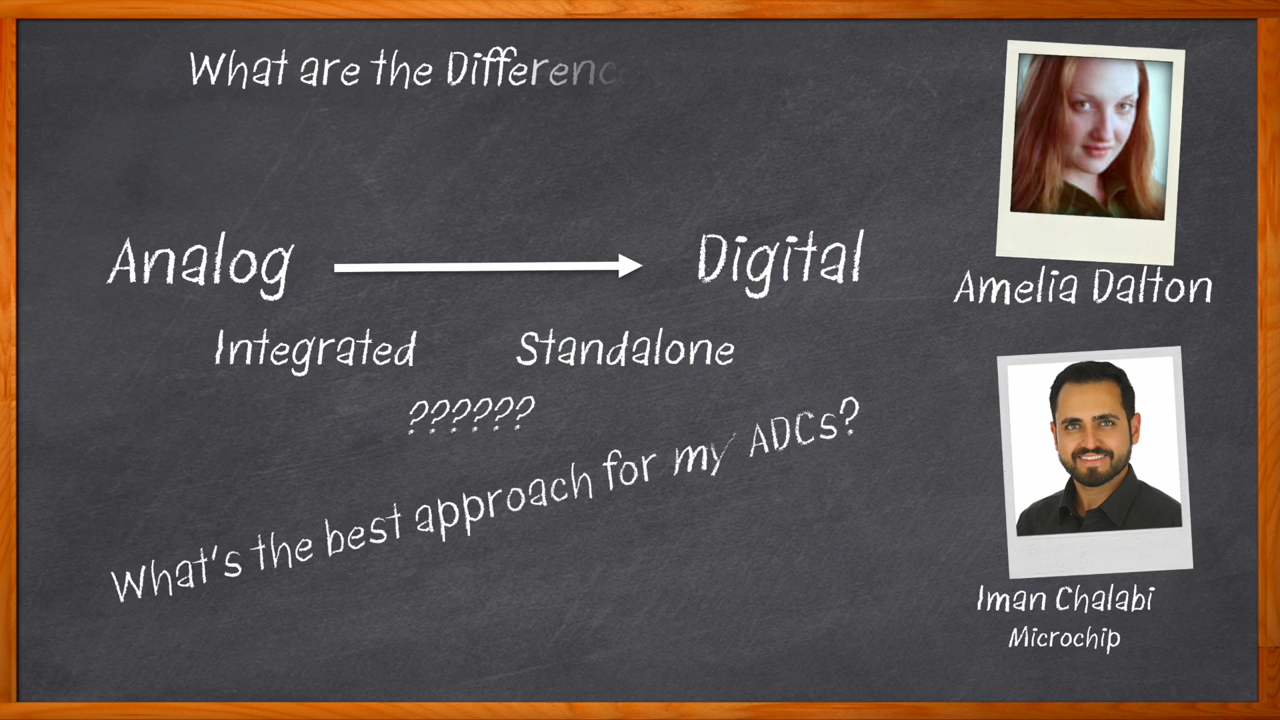 What are the Differenc
Analog
Digital
Integrated
Standalone
??????
What's the best approach for my ADCs?
Amelia Dalton
Iman Chalabi
Microchip